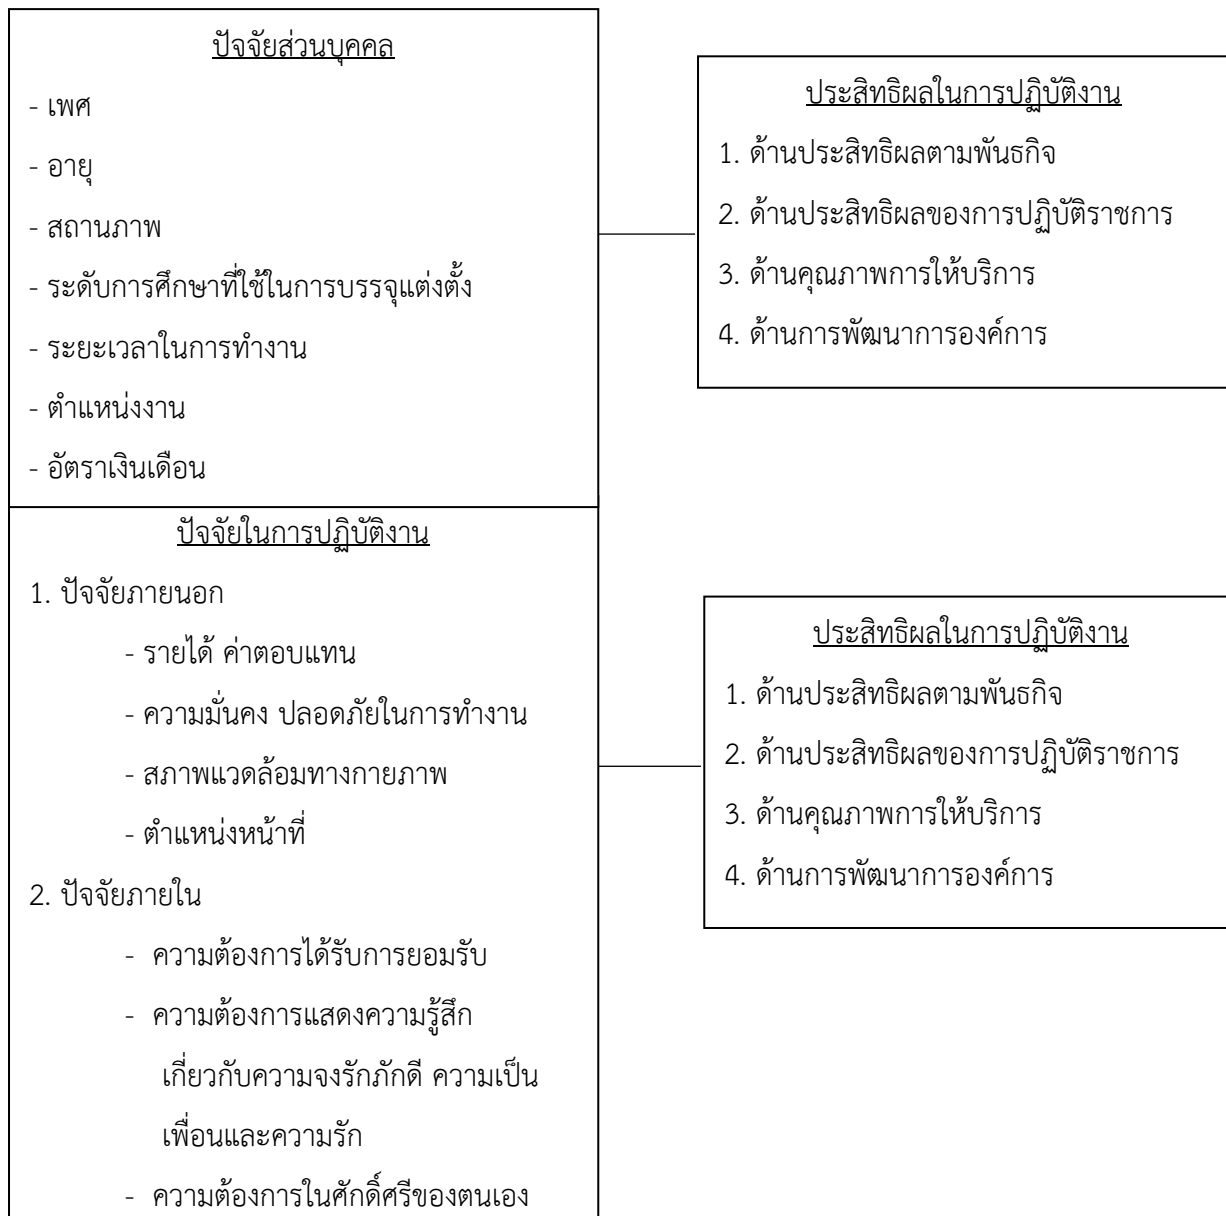 ปัจจัยส่วนบุคคล
- เพศ
- อายุ
- สถานภาพ
- ระดับการศึกษาที่ใช้ในการบรรจุแต่งตั้ง
- ระยะเวลาในการทำงาน
- ตำแหน่งงาน
- อัตราเงินเดือน
ประสิทธิผลในการปฏิบัติงาน
1. ด้านประสิทธิผลตามพันธกิจ
2. ด้านประสิทธิผลของการปฏิบัติราชการ
3. ด้านคุณภาพการให้บริการ
4. ด้านการพัฒนาการองค์การ
ปัจจัยในการปฏิบัติงาน
1. ปัจจัยภายนอก
- รายได้ ค่าตอบแทน
- ความมั่นคง ปลอดภัยในการทำงาน
- สภาพแวดล้อมทางกายภาพ
- ตำแหน่งหน้าที่
2. ปัจจัยภายใน
- ความต้องการได้รับการยอมรับ
- ความต้องการแสดงความรู้สึก
เกี่ยวกับความจงรักภักดี ความเป็น
เพื่อนและความรัก
- ความต้องการในศักดิ์ศรีของตนเอง
ประสิทธิผลในการปฏิบัติงาน
1. ด้านประสิทธิผลตามพันธกิจ
2. ด้านประสิทธิผลของการปฏิบัติราชการ
3. ด้านคุณภาพการให้บริการ
4. ด้านการพัฒนาการองค์การ